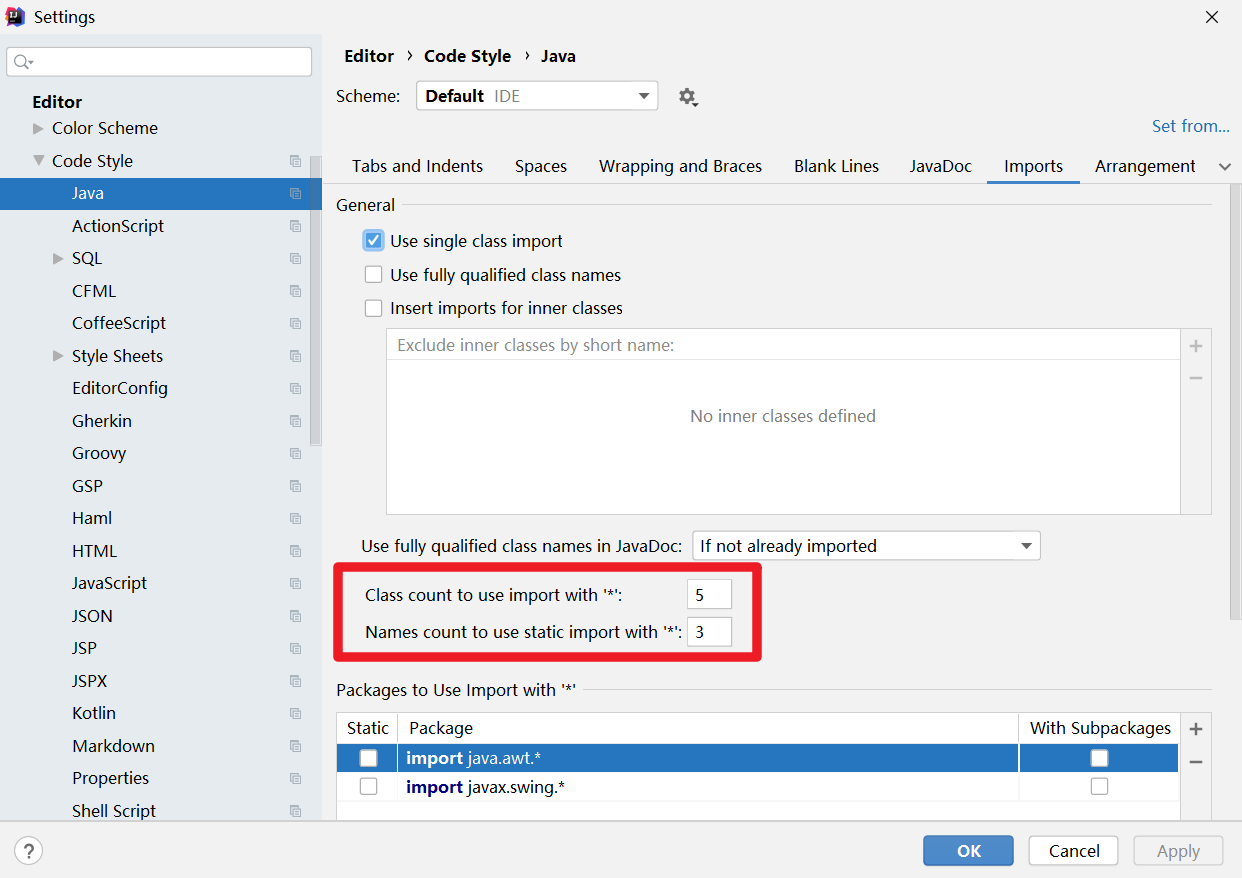 Settings
Editor
Color Scheme
Code Style
Java
ActionScript
SQL
CFML
CoffeeScript
Style Sheets
EditorConfig
Gherkin
Groovy
GSP
Haml
HTML
JavaScript
JSON
JSP
JSPX
Kotlin
Markdown
Properties
Shell Script
?
Editor › Code Style › Java
Scheme: Default IDE
Set from...
Tabs and Indents Spaces Wrapping and Braces Blank Lines JavaDoc Imports Arrangement
General
Use single class import
Use fully qualified class names
Insert imports for inner classes
Exclude inner classes by short name:
No inner classes defined
Use fully qualified class names in JavaDoc: If not already imported
Class count to use import with '*': 5
Names count to use static import with '*': 3
Packages to Use Import with '*'
Static Package With Subpackages
import java.awt.*
import javax.swing.*
OK Cancel Apply